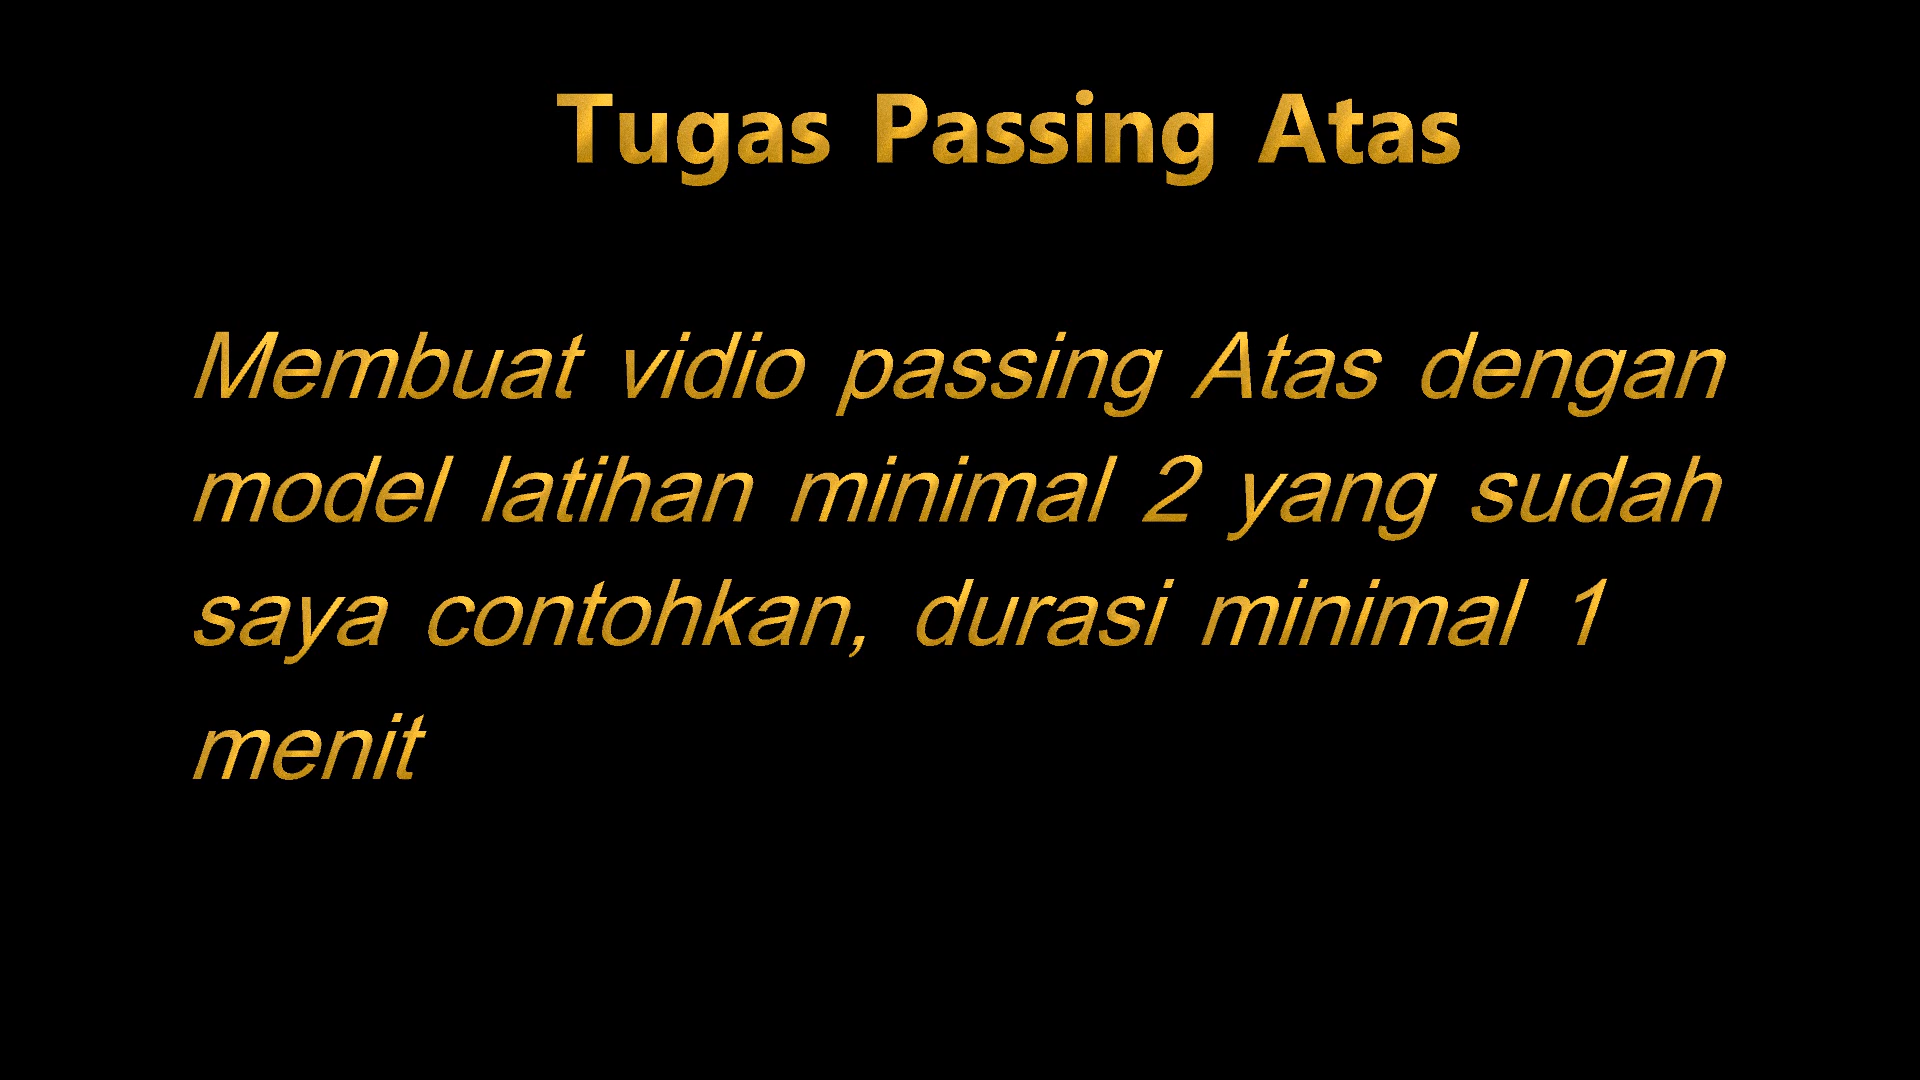 Tugas Passing Atas
Membuat vidio passing Atas dengan
model latihan minimal 2 yang sudah
saya contohkan, durasi minimal 1
menit